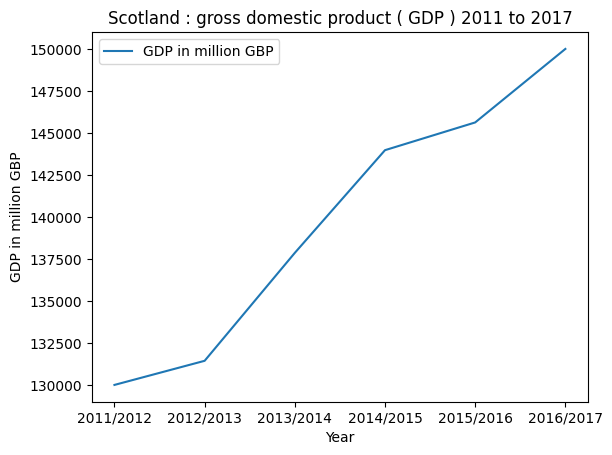 Scotland : gross domestic product ( GDP ) 2011 to 2017
GDP in million GBP
150000
147500
145000
142500
140000
137500
135000
132500
130000
GDP in million GBP
2011/2012 2012/2013 2013/2014 2014/2015 2015/2016 2016/2017
Year